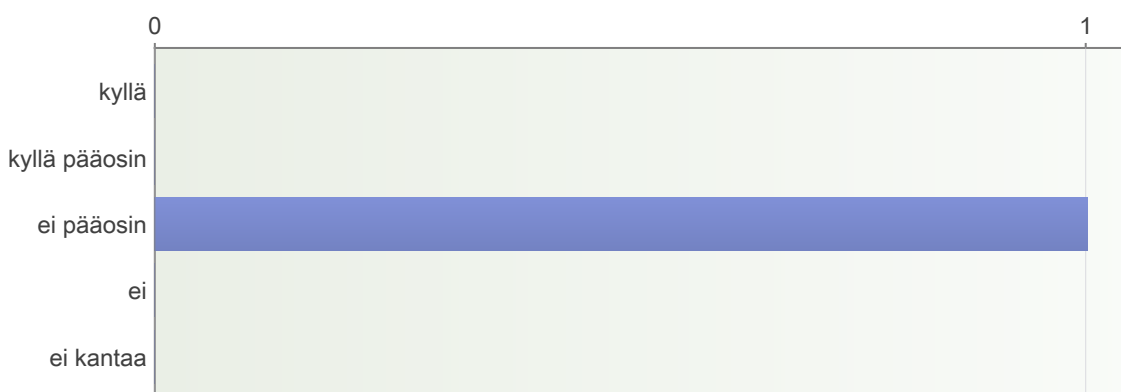 0 1
kyllä
kyllä pääosin
ei pääosin
ei
ei kantaa